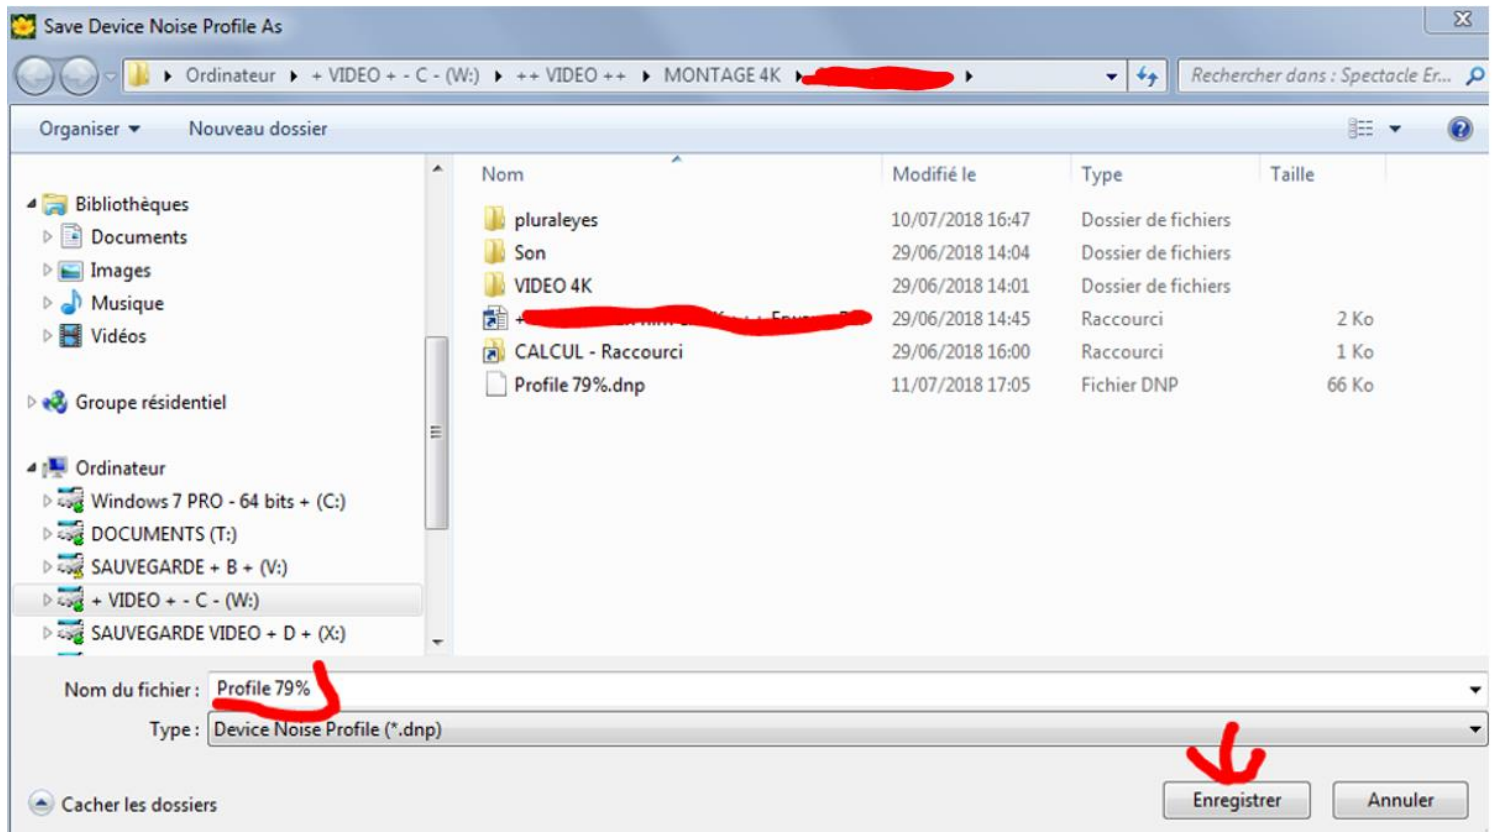 Save Device Noise Profile As
Ordinateur + VIDEO + - C - (W:) ++ VIDEO ++ MONTAGE 4K
Rechercher dans : Spectacle Er...
Organiser Nouveau dossier
Nom Modifié le Type Taille
Bibliothèques
Documents
Images
Musique
Vidéos
Groupe résidentiel
Ordinateur
Windows 7 PRO - 64 bits + (C:)
DOCUMENTS (T:)
SAUVEGARDE + B + (V:)
+ VIDEO + - C - (W:)
SAUVEGARDE VIDEO + D + (X:)
pluraleyes 10/07/2018 16:47 Dossier de fichiers
Son 29/06/2018 14:04 Dossier de fichiers
VIDEO 4K 29/06/2018 14:01 Dossier de fichiers
+ 29/06/2018 14:45 Raccourci 2 Ko
CALCUL - Raccourci 29/06/2018 16:00 Raccourci 1 Ko
Profile 79%.dnp 11/07/2018 17:05 Fichier DNP 66 Ko
Nom du fichier : Profile 79%
Type : Device Noise Profile (*.dnp)
Cacher les dossiers
Enregistrer Annuler